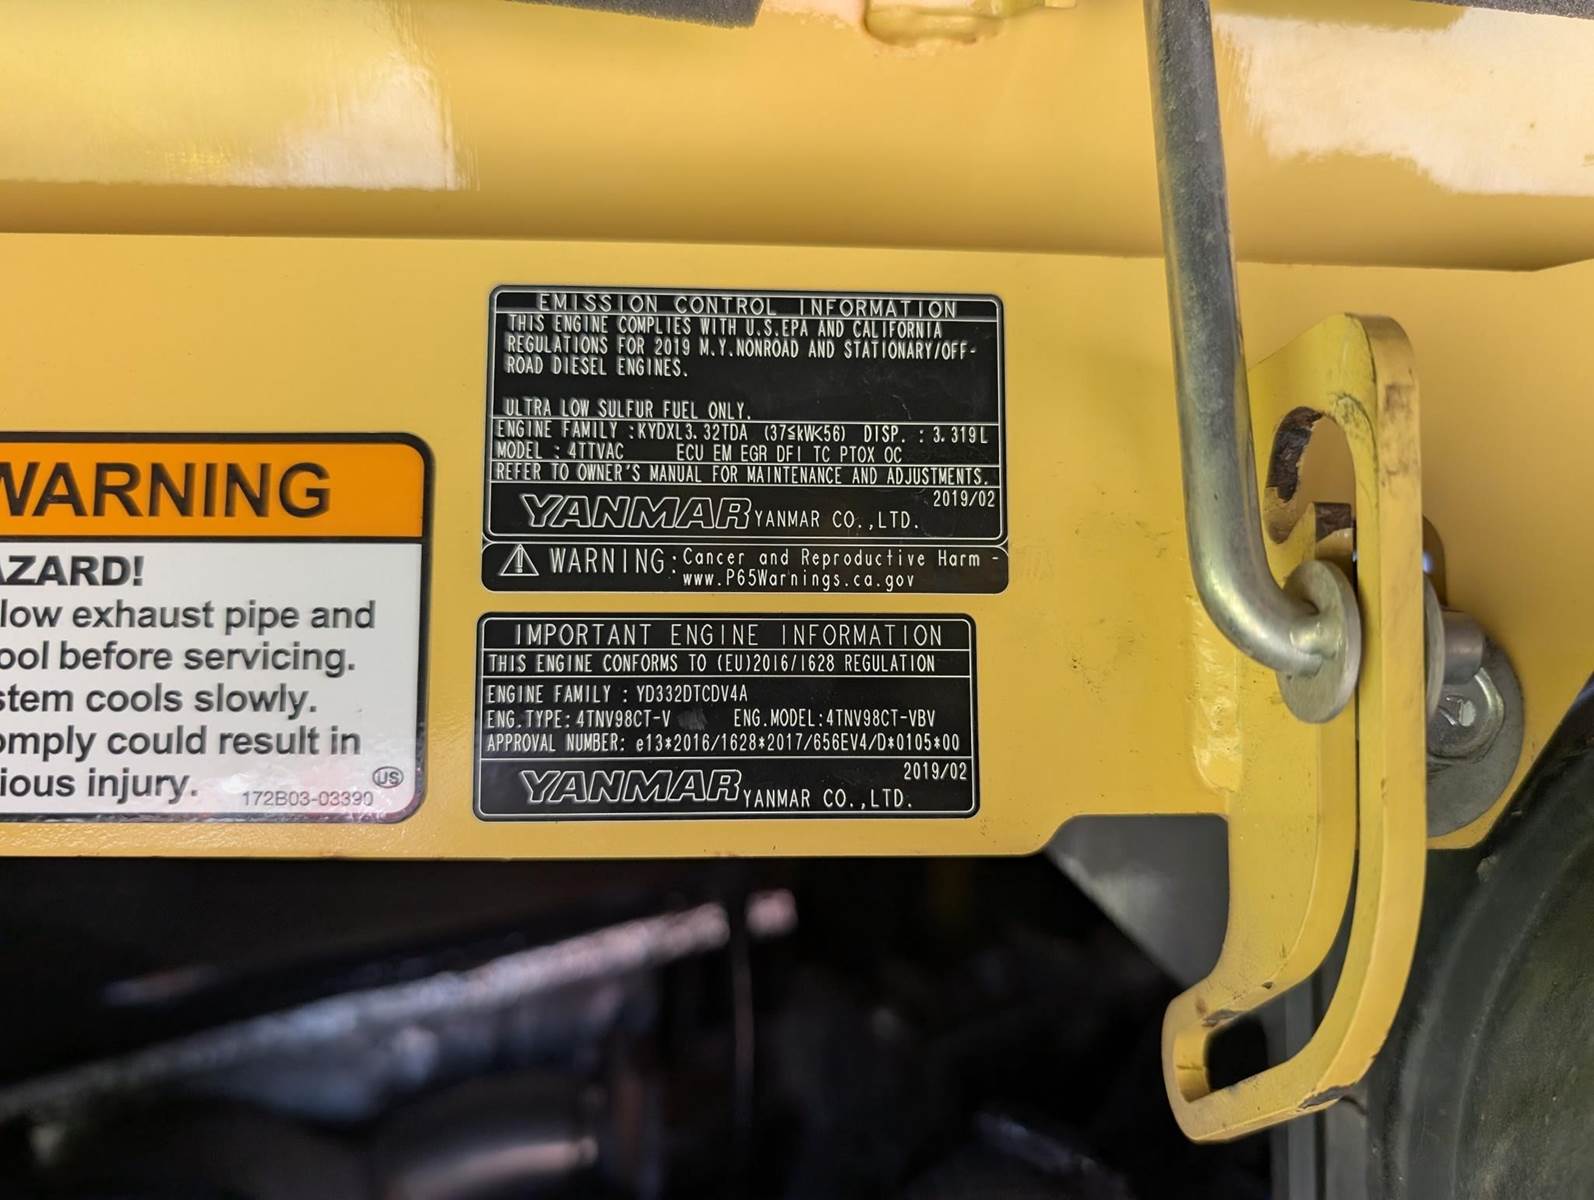 WARNING
AZARD!
low exhaust pipe and
ool before servicing.
stem cools slowly.
omply could result in
ious injury.
172B03-03390
US
EMISSION CONTROL INFORMATION
THIS ENGINE COMPLIES WITH U.S.EPA AND CALIFORNIA
REGULATIONS FOR 2019 M.Y.NONROAD AND STATIONARY/OFF-
ROAD DIESEL ENGINES.
ULTRA LOW SULFUR FUEL ONLY.
ENGINE FAMILY :KYDXL3.32TDA (37≦kW<56) DISP. : 3.319L
MODEL : 4TTVAC ECU EM EGR DFI TC PTOX OC
REFER TO OWNER'S MANUAL FOR MAINTENANCE AND ADJUSTMENTS.
2019/02
YANMAR YANMAR CO.,LTD.
WARNING:Cancer and Reproductive Harm -
www.P65Warnings.ca.gov
IMPORTANT ENGINE INFORMATION
THIS ENGINE CONFORMS TO (EU)2016/1628 REGULATION
ENGINE FAMILY : YD332DTCDV4A
ENG.TYPE:4TNV98CT-V ENG.MODEL:4TNV98CT-VBV
APPROVAL NUMBER: e13*2016/1628*2017/656EV4/D*0105*00
2019/02
YANMAR YANMAR CO.,LTD.